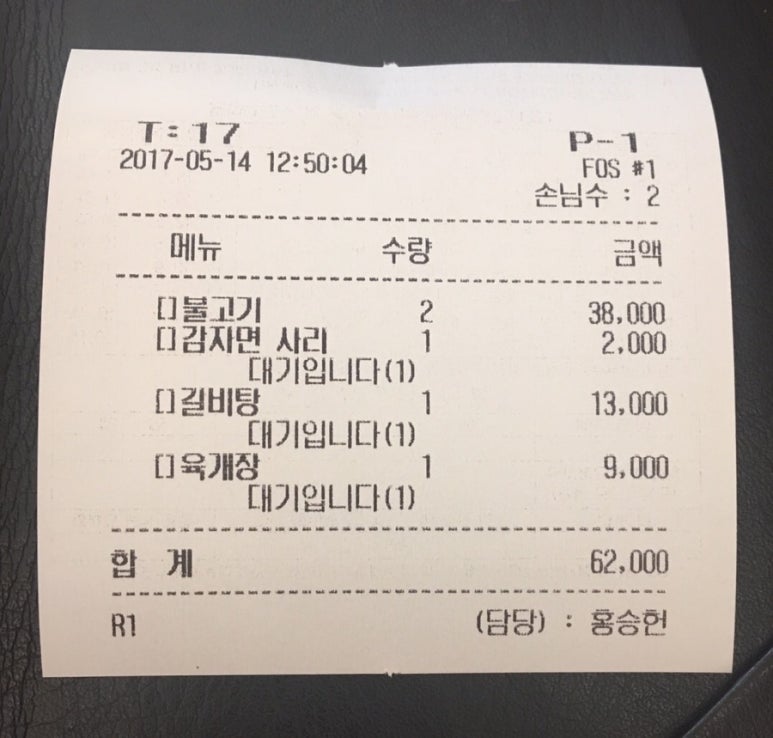 T:17
P-1
2017-05-14 12:50:04
FOS #1
손님수 : 2
메뉴 수량 금액
[]불고기 2 38,000
[]감자면 사리 1 2,000
대기입니다(1)
[]갈비탕 1 13,000
대기입니다(1)
[]육개장 1 9,000
대기입니다(1)
합 계 62,000
R1 (담당) : 홍승헌